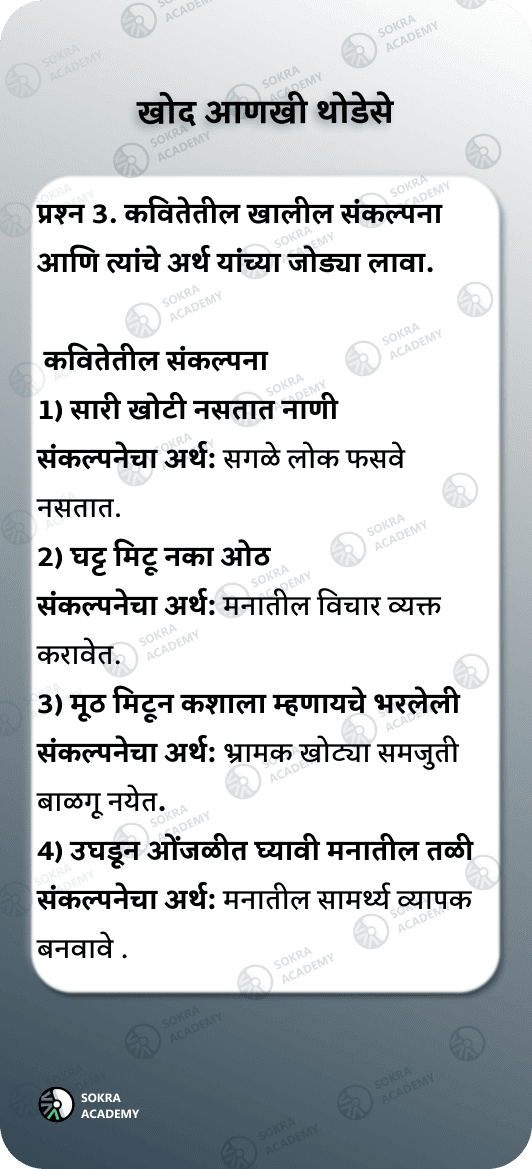 खोद आणखी थोडेसे
प्रश्न 3. कवितेतील खालील संकल्पना
आणि त्यांचे अर्थ यांच्या जोड्या लावा.
कवितेतील संकल्पना
1) सारी खोटी नसतात नाणी
संकल्पनेचा अर्थ: सगळे लोक फसवे
नसतात.
2) घट्ट मिटू नका ओठ
संकल्पनेचा अर्थ: मनातील विचार व्यक्त
करावेत.
3) मूठ मिटून कशाला म्हणायचे भरलेली
संकल्पनेचा अर्थ: भ्रामक खोट्या समजुती
बाळगू नयेत.
4) उघडून ओंजळीत घ्यावी मनातील तळी
संकल्पनेचा अर्थ: मनातील सामर्थ्य व्यापक
बनवावे .
SOKRA
ACADEMY